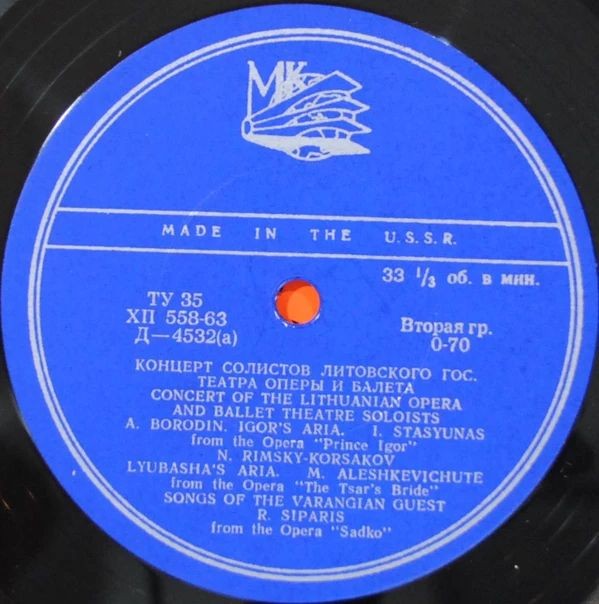 МК
MADE IN THE U.S.S.R.
33 1/3 об. в мин.
ТУ 35
ХП 558-63
Д—4532(а)
Вторая гр.
0-70
КОНЦЕРТ СОЛИСТОВ ЛИТОВСКОГО ГОС.
ТЕАТРА ОПЕРЫ И БАЛЕТА
CONCERT OF THE LITHUANIAN OPERA
AND BALLET THEATRE SOLOISTS
A. BORODIN. IGOR'S ARIA. I. STASYUNAS
from the Opera "Prince Igor"
N. RIMSKY-KORSAKOV
LYUBASHA'S ARIA. M. ALESHKEVICHUTE
from the Opera "The Tsar's Bride"
SONGS OF THE VARANGIAN GUEST
R. SIPARIS
from the Opera "Sadko"